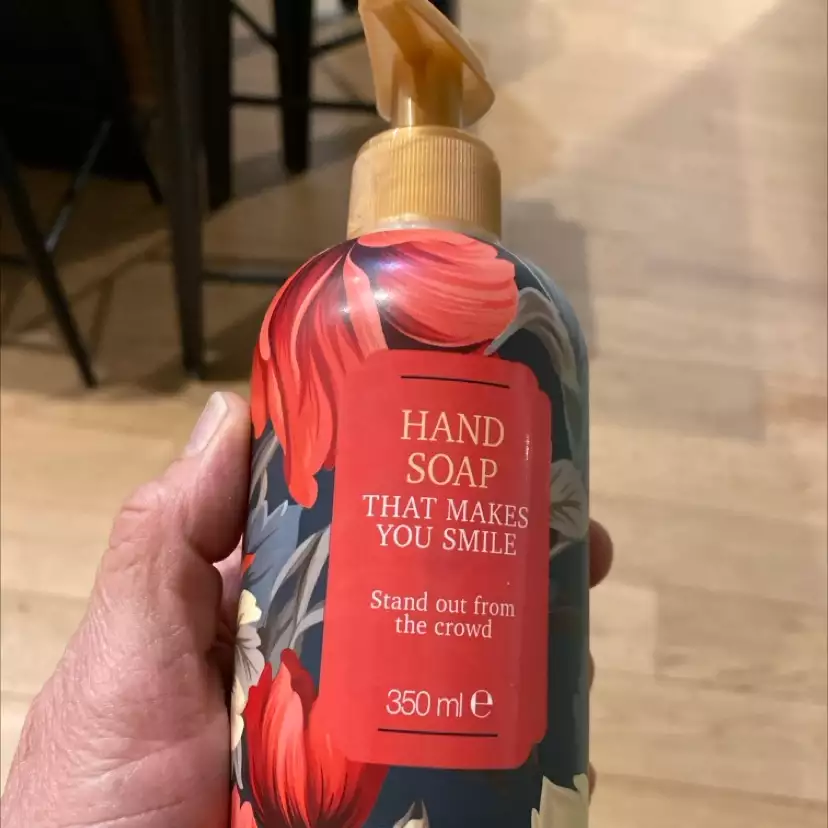 HAND
SOAP
THAT MAKES
YOU SMILE
Stand out from
the crowd
350 ml ℮